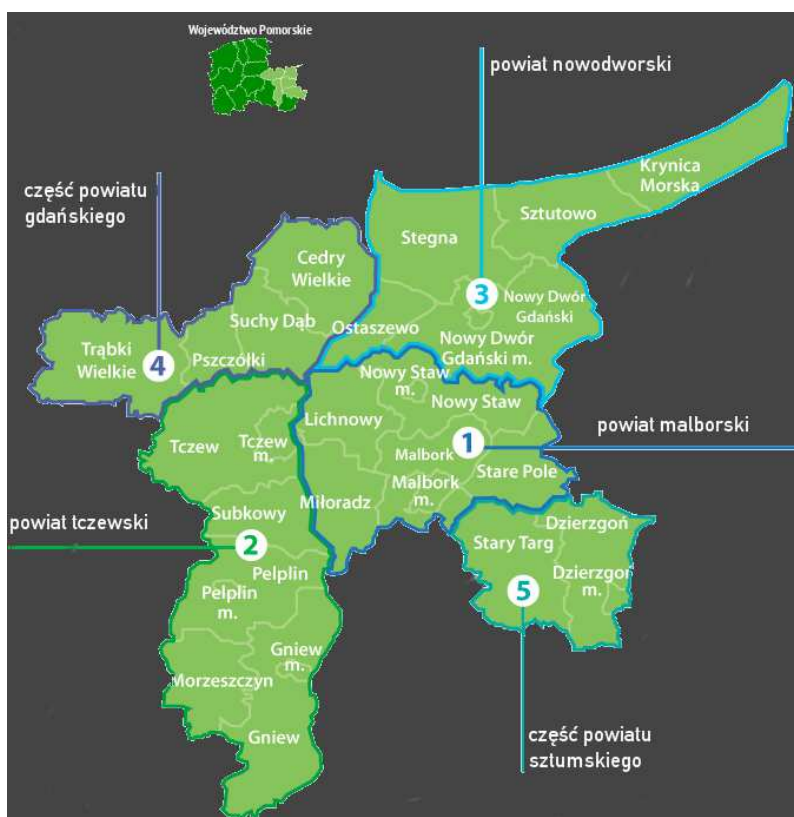 Województwo Pomorskie
powiat nowodworski
część powiatu
gdańskiego
Krynica
Morska
Sztutowo
Stegna
Cedry
Wielkie
3
Nowy Dwór
Gdański
Suchy Dąb
Ostaszewo
Nowy Dwór
Gdański m.
Trąbki
Wielkie
4
Pszczółki
Nowy Staw
m.
Nowy Staw
Lichnowy
powiat malborski
Tczew
Tczew
m.
1
Malbork
Stare Pole
Malbork
m.
Miłoradz
Subkowy
powiat tczewski
2
Dzierzgoń
Stary Targ
Pelplin
Dzierzgoń
m.
Pelplin
m.
5
Gniew
m.
Morzeszczyn
Gniew
część powiatu
sztumskiego